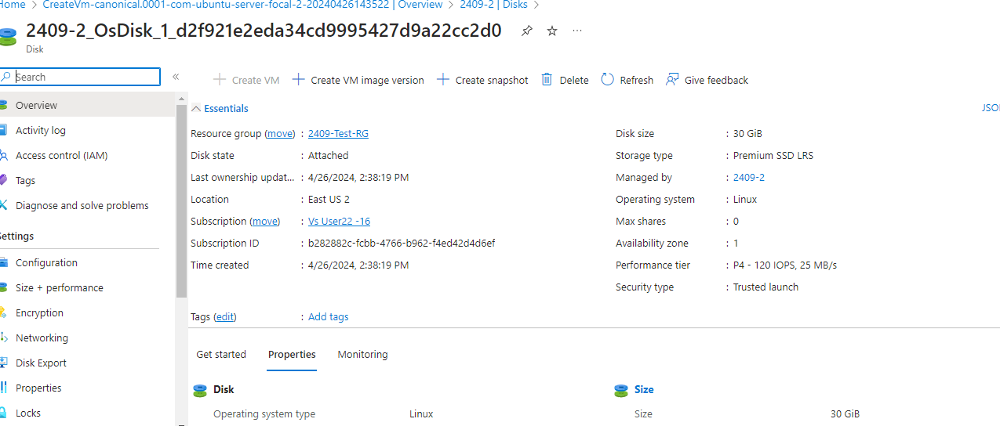 Home > CreateVm-canonical.0001-com-ubuntu-server-focal-2-20240426143522 | Overview > 2409-2 | Disks >
2409-2_OsDisk_1_d2f921e2eda34cd9995427d9a22cc2d0 ...
Disk
Search «
Create VM Create VM image version Create snapshot Delete Refresh Give feedback
Overview
Activity log
Access control (IAM)
Tags
Diagnose and solve problems
Settings
Configuration
Size + performance
Encryption
Networking
Disk Export
Properties
Locks
Essentials
JSO
Resource group (move) : 2409-Test-RG
Disk state : Attached
Last ownership updat... : 4/26/2024, 2:38:19 PM
Location : East US 2
Subscription (move) : Vs User22 -16
Subscription ID : b282882c-fcbb-4766-b962-f4ed42d4d6ef
Time created : 4/26/2024, 2:38:19 PM
Disk size : 30 GiB
Storage type : Premium SSD LRS
Managed by : 2409-2
Operating system : Linux
Max shares : 0
Availability zone : 1
Performance tier : P4 - 120 IOPS, 25 MB/s
Security type : Trusted launch
Tags (edit) : Add tags
Get started Properties Monitoring
Disk
Operating system type Linux
Size
Size 30 GiB